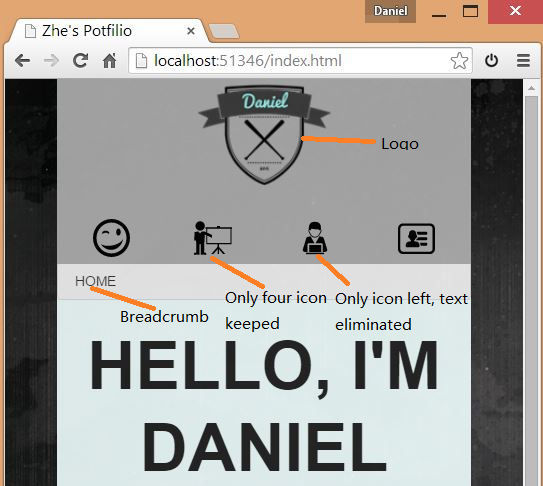 Daniel
Zhe's Potfilio
localhost:51346/index.html
Daniel
Logo
HOME
Breadcrumb
Only four icon
keeped
Only icon left, text
eliminated
HELLO, I'M
DANIEL